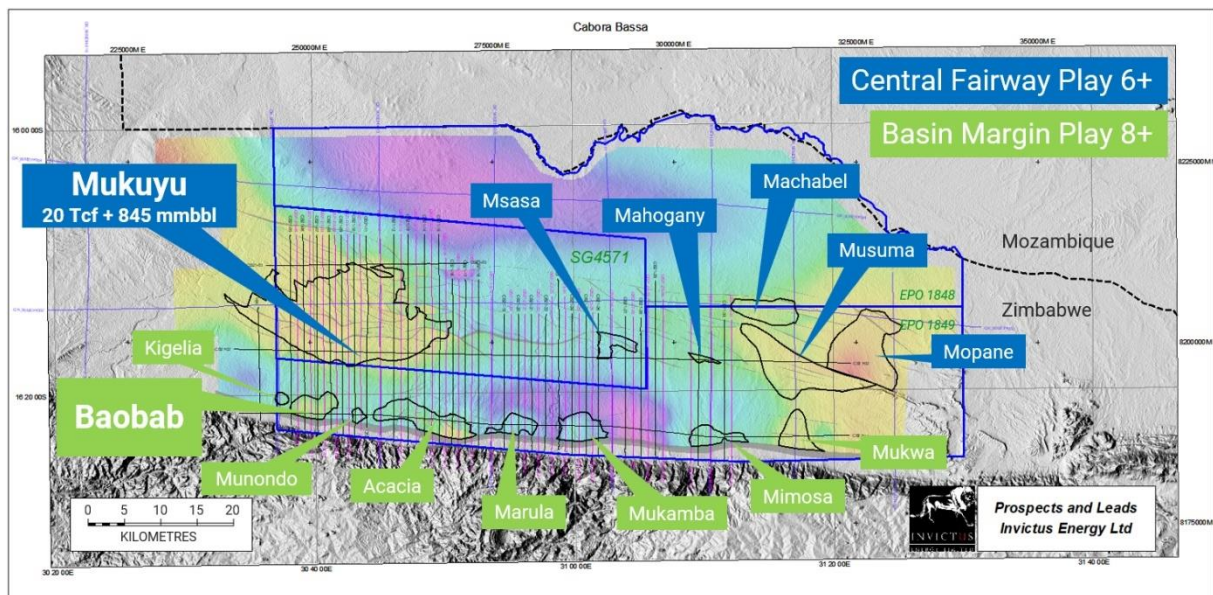 Cabora Bassa
225000M E
250000M E
275000M E
300000M E
325000M E
350000M E
Central Fairway Play 6+
Basin Margin Play 8+
16 00 00S
8225000M
Mukuyu
20 Tcf + 845 mmbbl
Msasa
Mahogany
Machabel
Musuma
Mozambique
SG4571
EPO 1848
Zimbabwe
EPO 1849
8200000M
Mopane
Kigelia
16 20 00S
Baobab
Munondo
Acacia
Marula
Mukamba
Mimosa
Mukwa
0 5 10 15 20
KILOMETRES
INVICTUS
Prospects and Leads
Invictus Energy Ltd
8175000M
30 20 00E
30 40 00E
31 00 00E
31 20 00E
31 40 00E